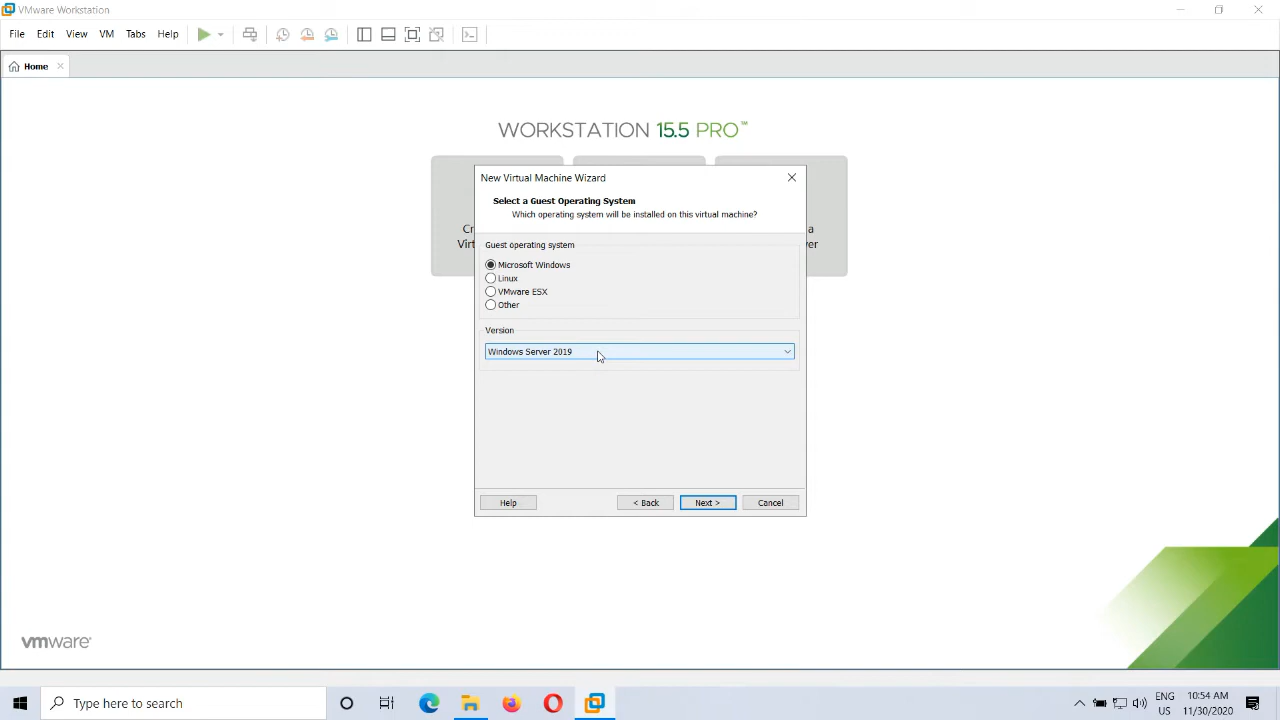 VMware Workstation
File Edit View VM Tabs Help
Home
WORKSTATION 15.5 PRO™
Cr
Virt
a
ver
New Virtual Machine Wizard
Select a Guest Operating System
Which operating system will be installed on this virtual machine?
Guest operating system
Microsoft Windows
Linux
VMware ESX
Other
Version
Windows Server 2019
Help < Back Next > Cancel
vmware®
Type here to search
ENG 10:54 AM
US 11/30/2020